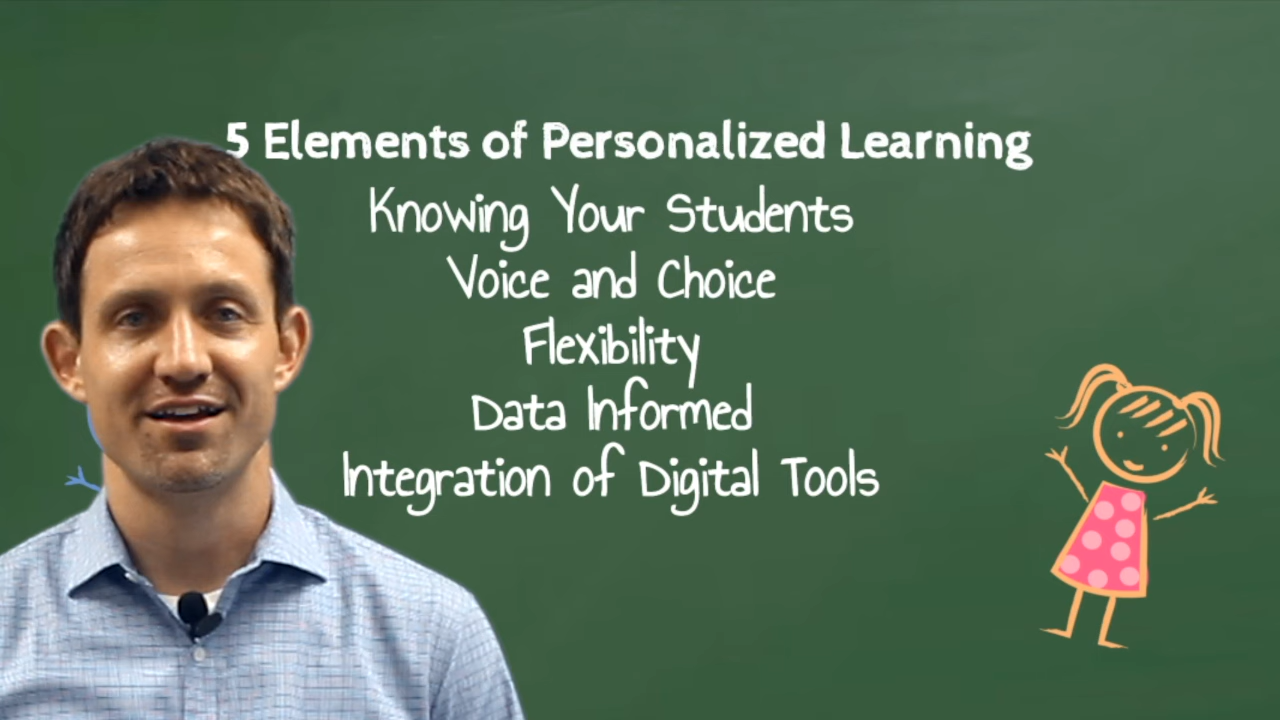 5 Elements of Personalized Learning
Knowing Your Students
Voice and Choice
Flexibility
Data Informed
Integration of Digital Tools